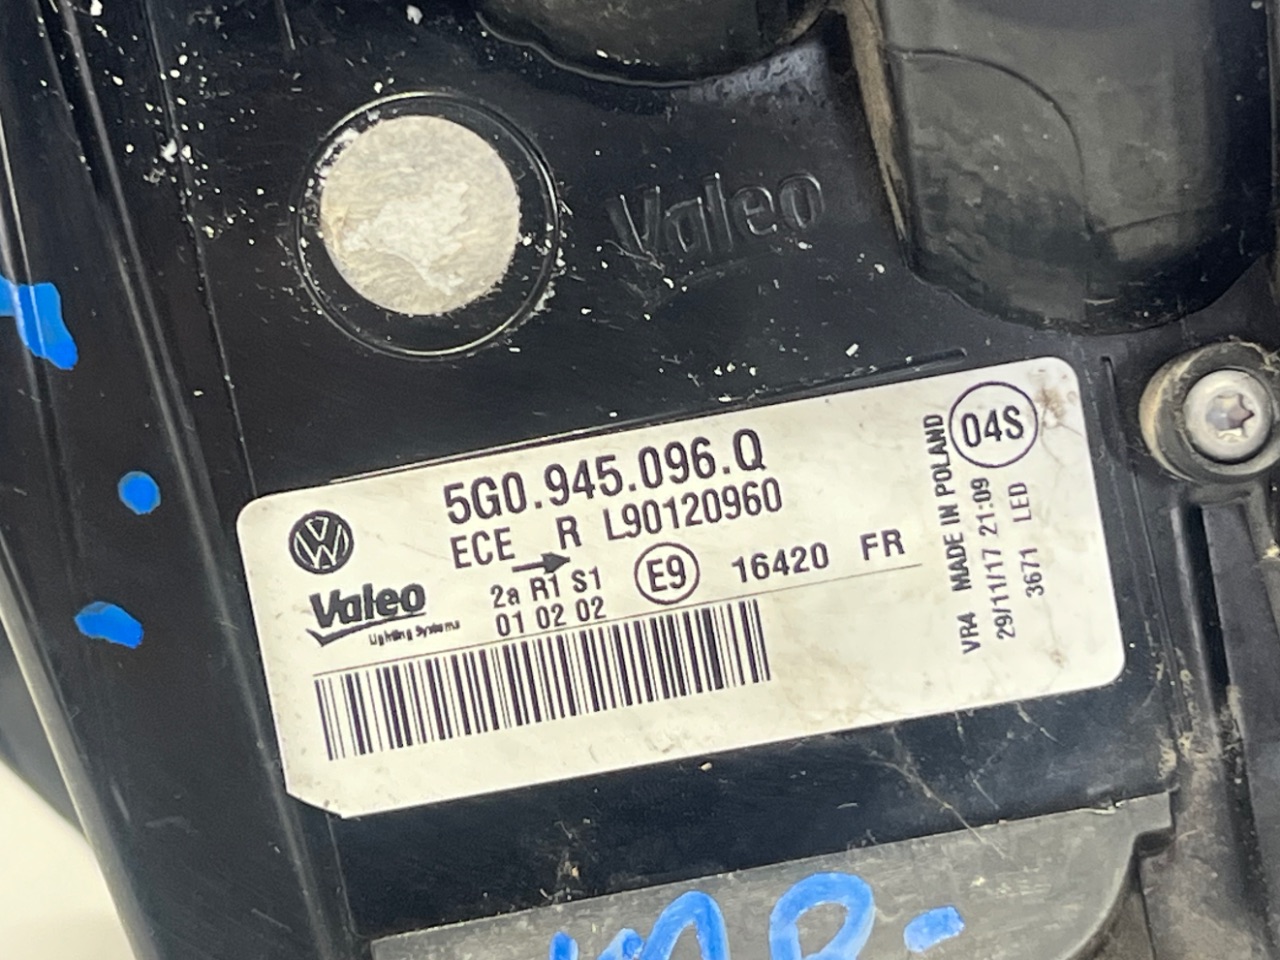 Valeo
5G0.945.096.Q
ECE R L90120960
2a R1 S1 E9 16420 FR
01 02 02
Valeo
Lighting Systems
04S
VR4 MADE IN POLAND
29/11/17 21:09
3671 LED